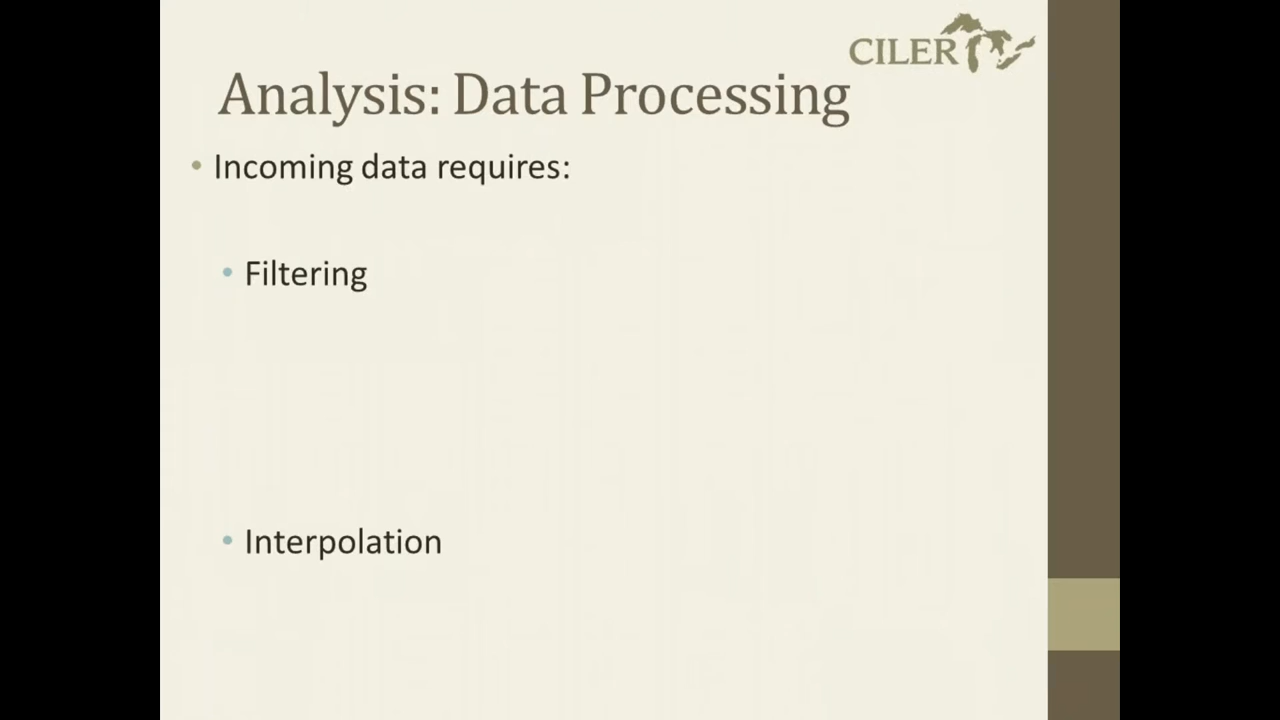 CILER
Analysis: Data Processing
• Incoming data requires:
• Filtering
• Interpolation